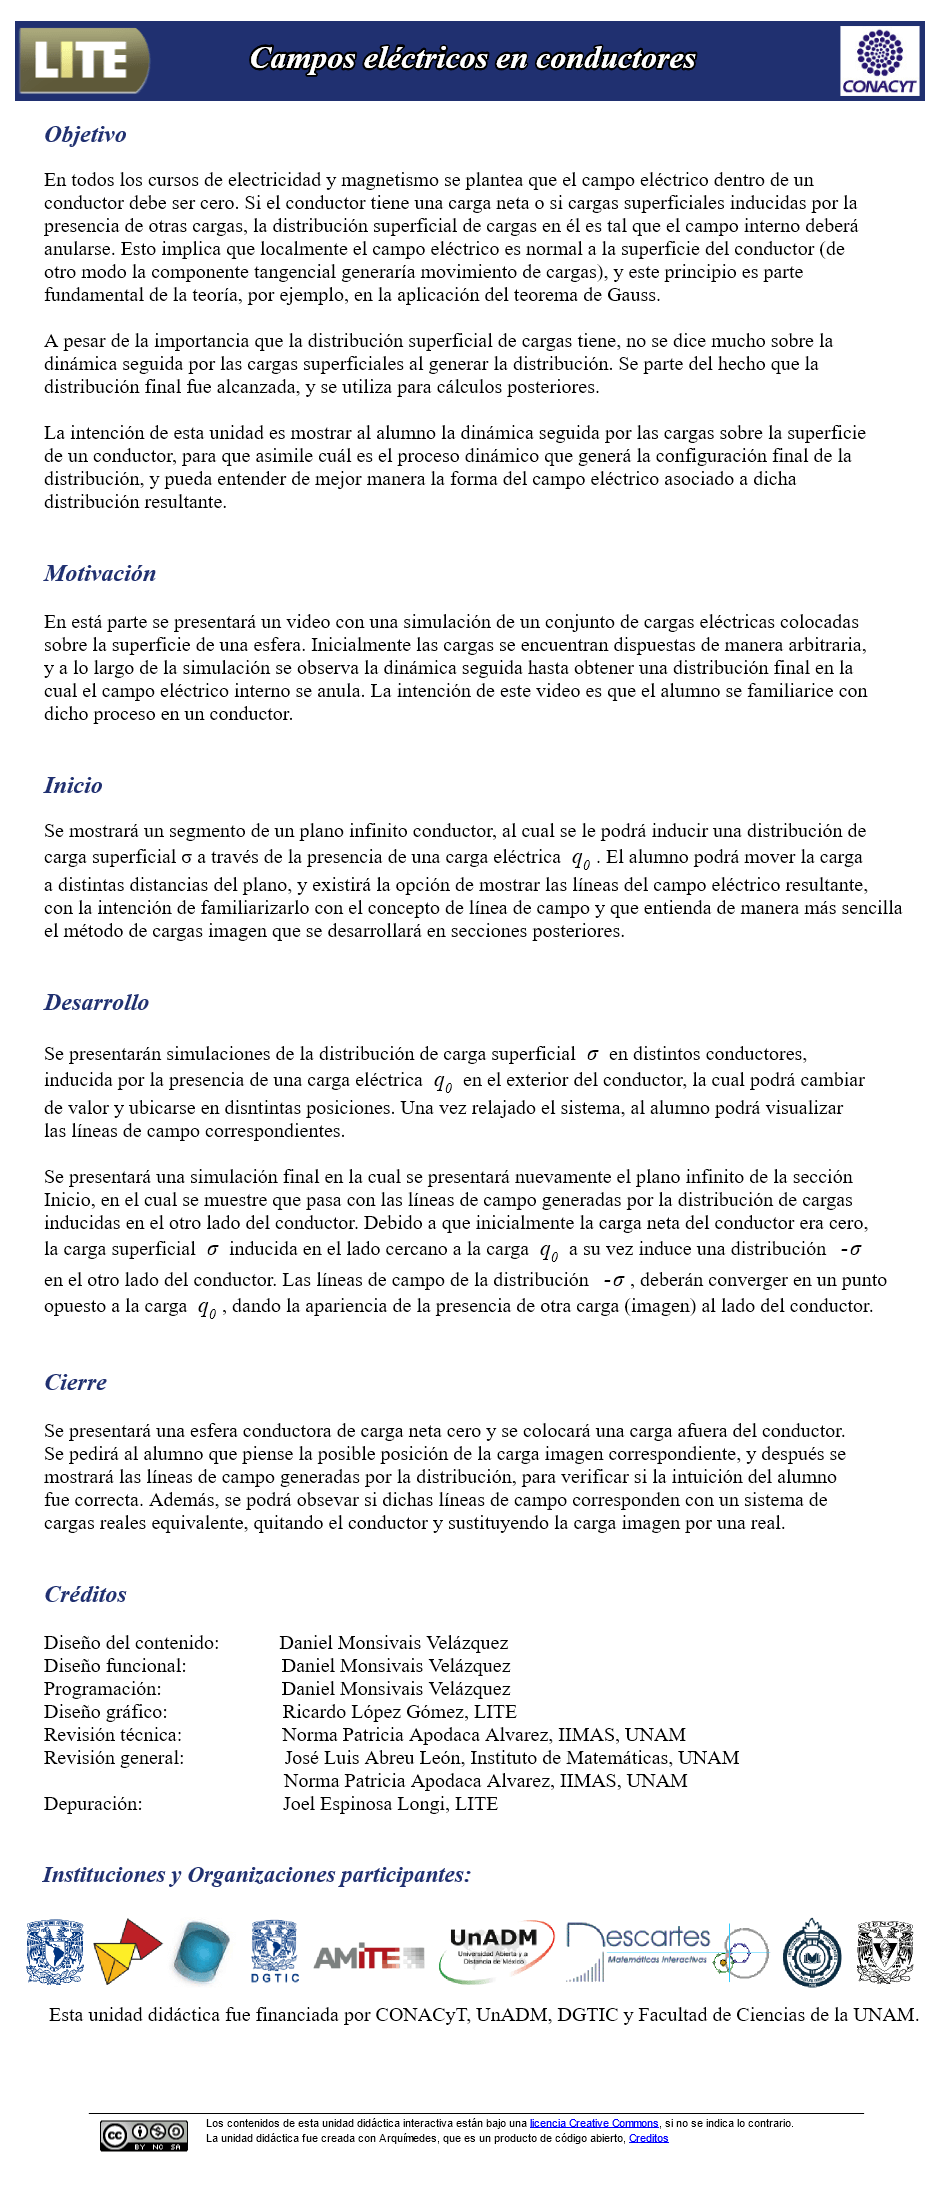 LITE
Campos eléctricos en conductores
CONACYT
Objetivo
En todos los cursos de electricidad y magnetismo se plantea que el campo eléctrico dentro de un
conductor debe ser cero. Si el conductor tiene una carga neta o si cargas superficiales inducidas por la
presencia de otras cargas, la distribución superficial de cargas en él es tal que el campo interno deberá
anularse. Esto implica que localmente el campo eléctrico es normal a la superficie del conductor (de
otro modo la componente tangencial generaría movimiento de cargas), y este principio es parte
fundamental de la teoría, por ejemplo, en la aplicación del teorema de Gauss.
A pesar de la importancia que la distribución superficial de cargas tiene, no se dice mucho sobre la
dinámica seguida por las cargas superficiales al generar la distribución. Se parte del hecho que la
distribución final fue alcanzada, y se utiliza para cálculos posteriores.
La intención de esta unidad es mostrar al alumno la dinámica seguida por las cargas sobre la superficie
de un conductor, para que asimile cuál es el proceso dinámico que generá la configuración final de la
distribución, y pueda entender de mejor manera la forma del campo eléctrico asociado a dicha
distribución resultante.
Motivación
En está parte se presentará un video con una simulación de un conjunto de cargas eléctricas colocadas
sobre la superficie de una esfera. Inicialmente las cargas se encuentran dispuestas de manera arbitraria,
y a lo largo de la simulación se observa la dinámica seguida hasta obtener una distribución final en la
cual el campo eléctrico interno se anula. La intención de este video es que el alumno se familiarice con
dicho proceso en un conductor.
Inicio
Se mostrará un segmento de un plano infinito conductor, al cual se le podrá inducir una distribución de
carga superficial σ a través de la presencia de una carga eléctrica q0 . El alumno podrá mover la carga
a distintas distancias del plano, y existirá la opción de mostrar las líneas del campo eléctrico resultante,
con la intención de familiarizarlo con el concepto de línea de campo y que entienda de manera más sencilla
el método de cargas imagen que se desarrollará en secciones posteriores.
Desarrollo
Se presentarán simulaciones de la distribución de carga superficial σ en distintos conductores,
inducida por la presencia de una carga eléctrica q0 en el exterior del conductor, la cual podrá cambiar
de valor y ubicarse en disntintas posiciones. Una vez relajado el sistema, al alumno podrá visualizar
las líneas de campo correspondientes.
Se presentará una simulación final en la cual se presentará nuevamente el plano infinito de la sección
Inicio, en el cual se muestre que pasa con las líneas de campo generadas por la distribución de cargas
inducidas en el otro lado del conductor. Debido a que inicialmente la carga neta del conductor era cero,
la carga superficial σ inducida en el lado cercano a la carga q0 a su vez induce una distribución -σ
en el otro lado del conductor. Las líneas de campo de la distribución -σ , deberán converger en un punto
opuesto a la carga q0 , dando la apariencia de la presencia de otra carga (imagen) al lado del conductor.
Cierre
Se presentará una esfera conductora de carga neta cero y se colocará una carga afuera del conductor.
Se pedirá al alumno que piense la posible posición de la carga imagen correspondiente, y después se
mostrará las líneas de campo generadas por la distribución, para verificar si la intuición del alumno
fue correcta. Además, se podrá obsevar si dichas líneas de campo corresponden con un sistema de
cargas reales equivalente, quitando el conductor y sustituyendo la carga imagen por una real.
Créditos
Diseño del contenido: Daniel Monsivais Velázquez
Diseño funcional: Daniel Monsivais Velázquez
Programación: Daniel Monsivais Velázquez
Diseño gráfico: Ricardo López Gómez, LITE
Revisión técnica: Norma Patricia Apodaca Alvarez, IIMAS, UNAM
Revisión general: José Luis Abreu León, Instituto de Matemáticas, UNAM
Norma Patricia Apodaca Alvarez, IIMAS, UNAM
Depuración: Joel Espinosa Longi, LITE
Instituciones y Organizaciones participantes:
DGTIC
AMITE
UnADM
Universidad Abierta y a
Distancia de México
Descartes
Matemáticas Interactivas
CIENCIAS
Esta unidad didáctica fue financiada por CONACyT, UnADM, DGTIC y Facultad de Ciencias de la UNAM.
cc BY NC SA
Los contenidos de esta unidad didáctica interactiva están bajo una licencia Creative Commons, si no se indica lo contrario.
La unidad didáctica fue creada con Arquímedes, que es un producto de código abierto, Creditos